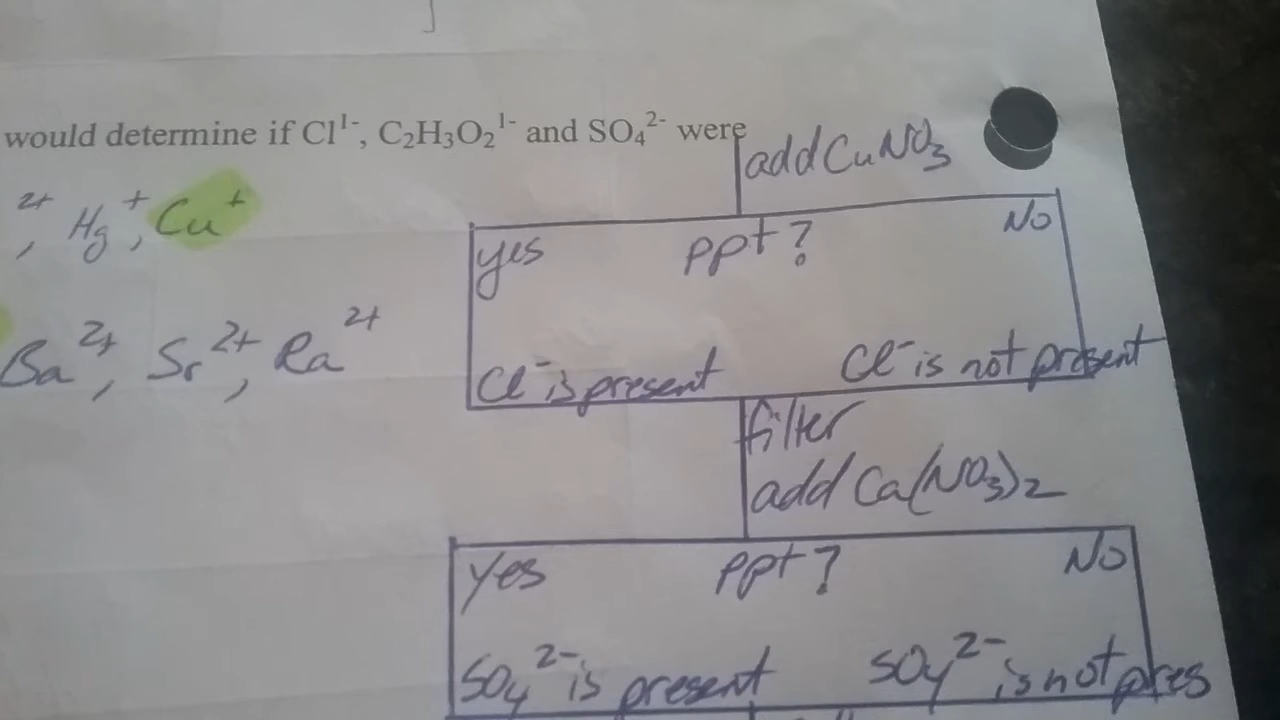 would determine if Cl¹⁻, C₂H₃O₂¹⁻ and SO₄²⁻ were
add CuNO₃
²⁺, Hg⁺, Cu⁺
yes ppt? No
Ba²⁺, Sr²⁺, Ra²⁺
Cl⁻ is present Cl⁻ is not present
filter
add Ca(NO₃)₂
Yes ppt? No
SO₄²⁻ is present SO₄²⁻ is not pres